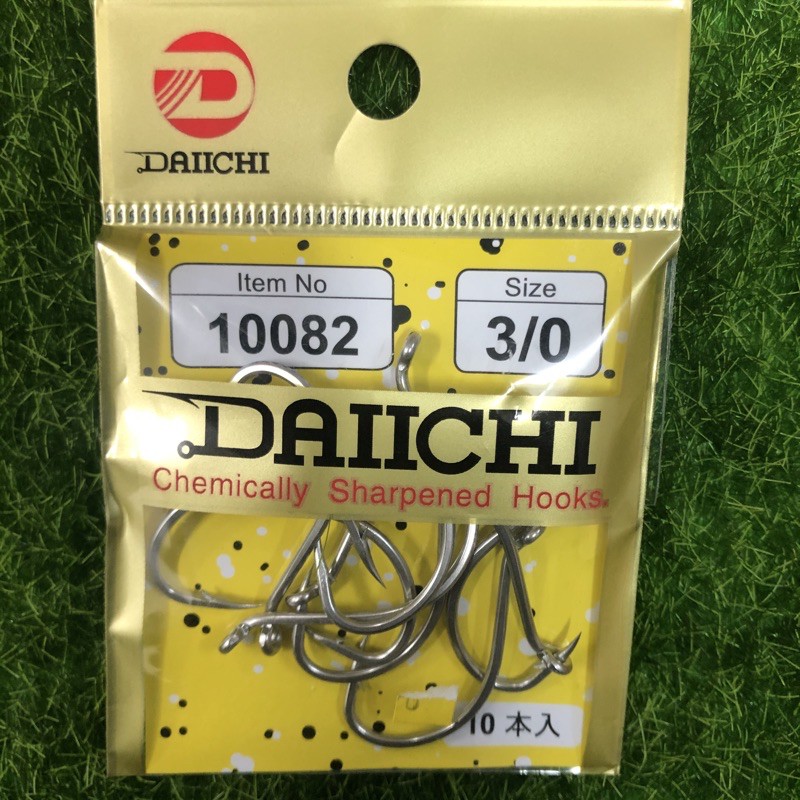 DAIICHI
Item No
10082
Size
3/0
DAIICHI
Chemically Sharpened Hooks
10 本入